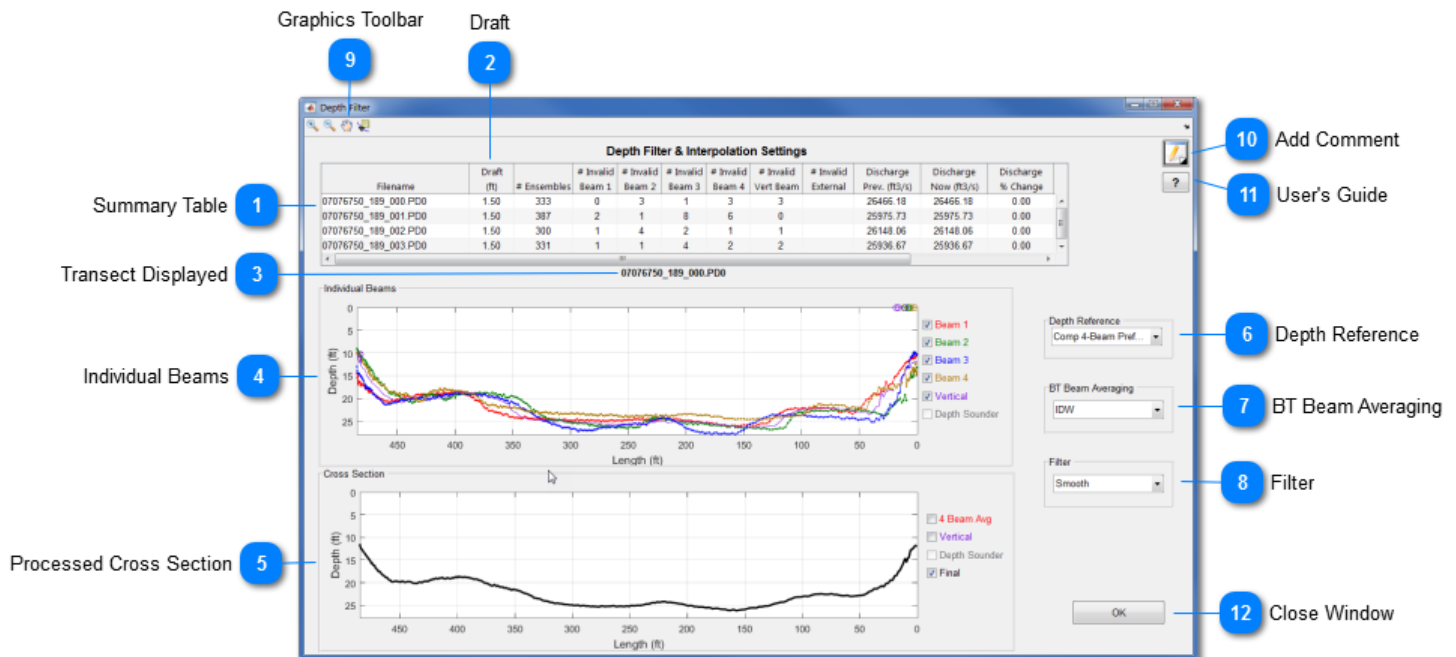 Graphics Toolbar
Draft
9
2
Depth Filter
Depth Filter & Interpolation Settings
10 Add Comment
? 11 User's Guide
Filename Draft (ft) # Ensembles # Invalid Beam 1 # Invalid Beam 2 # Invalid Beam 3 # Invalid Beam 4 # Invalid Vert Beam # Invalid External Discharge Prev. (ft3/s) Discharge Now (ft3/s) Discharge % Change
Summary Table 1
07076750_189_000.PD0 1.50 333 0 3 1 3 3 26466.18 26466.18 0.00
07076750_189_001.PD0 1.50 387 2 1 8 6 0 25975.73 25975.73 0.00
07076750_189_002.PD0 1.50 300 1 4 2 1 1 26148.06 26148.06 0.00
07076750_189_003.PD0 1.50 331 1 1 4 2 2 25936.67 25936.67 0.00
Transect Displayed 3
07076750_189_000.PD0
Individual Beams 4
Individual Beams
Depth (ft)
0
5
10
15
20
25
450 400 350 300 250 200 150 100 50 0
Length (ft)
Beam 1
Beam 2
Beam 3
Beam 4
Vertical
Depth Sounder
Depth Reference
Comp 4-Beam Pref...
6 Depth Reference
BT Beam Averaging
IDW
7 BT Beam Averaging
Filter
Smooth
8 Filter
Processed Cross Section 5
Cross Section
Depth (ft)
0
5
10
15
20
25
450 400 350 300 250 200 150 100 50 0
Length (ft)
4 Beam Avg
Vertical
Depth Sounder
Final
OK
12 Close Window